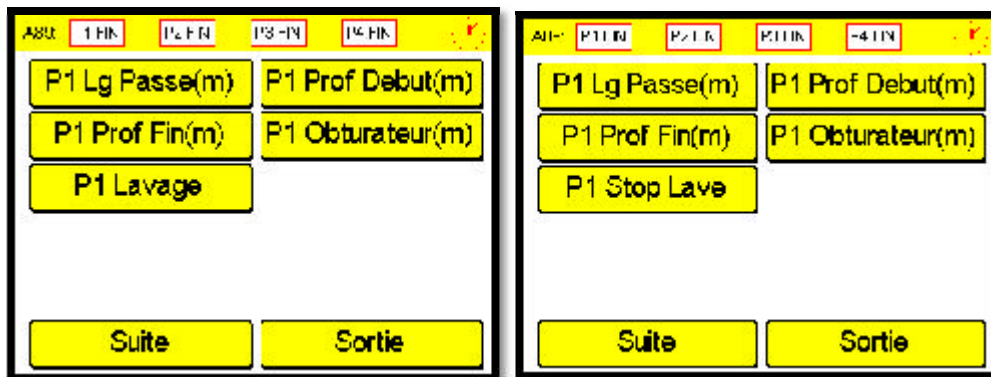 P1 Lg Passe(m) P1 Prof Debut(m)
P1 Prof Fin(m) P1 Obturateur(m)
P1 Lavage
Suite Sortie
P1 Lg Passe(m) P1 Prof Debut(m)
P1 Prof Fin(m) P1 Obturateur(m)
P1 Stop Lave
Suite Sortie